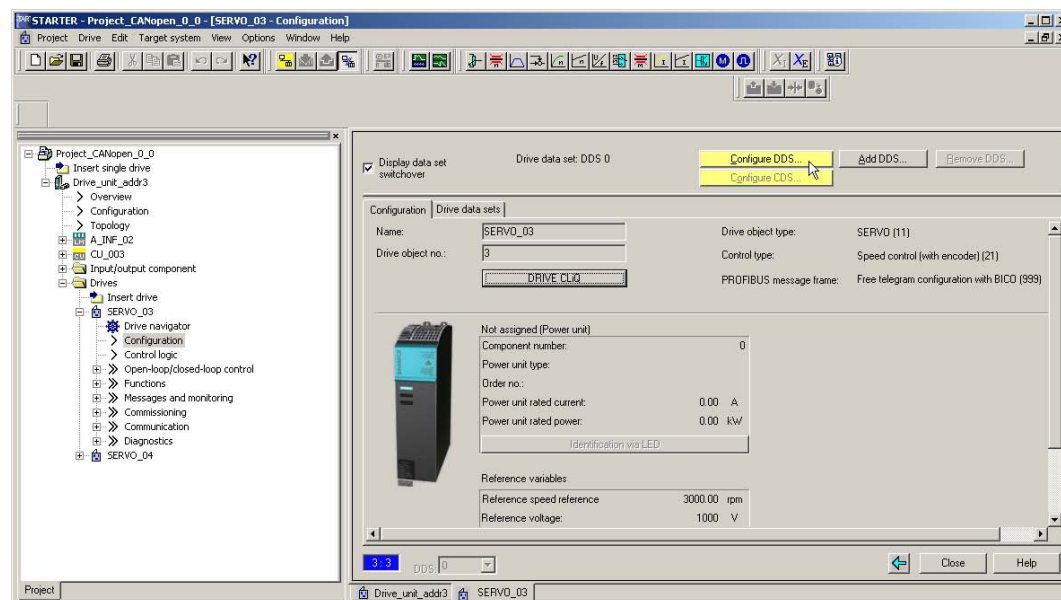 STARTER - Project_CANopen_0_0 - [SERVO_03 - Configuration]
Project Drive Edit Target system View Options Window Help
Project_CANopen_0_0
Insert single drive
Drive_unit_addr3
Overview
Configuration
Topology
A_INF_02
CU_003
Input/output component
Drives
Insert drive
SERVO_03
Drive navigator
Configuration
Control logic
Open-loop/closed-loop control
Functions
Messages and monitoring
Commissioning
Communication
Diagnostics
SERVO_04
Project
Display data set
switchover
Drive data set: DDS 0
Configure DDS...
Add DDS...
Remove DDS...
Configure CDS...
Configuration Drive data sets
Name: SERVO_03 Drive object type: SERVO (11)
Drive object no.: 3 Control type: Speed control (with encoder) (21)
DRIVE CLiQ PROFIBUS message frame: Free telegram configuration with BICO (999)
Not assigned (Power unit)
Component number: 0
Power unit type:
Order no.:
Power unit rated current: 0.00 A
Power unit rated power: 0.00 kW
Identification via LED
Reference variables
Reference speed reference 3000.00 rpm
Reference voltage: 1000 V
3:3 DDS: 0 Close Help
Drive_unit_addr3 SERVO_03